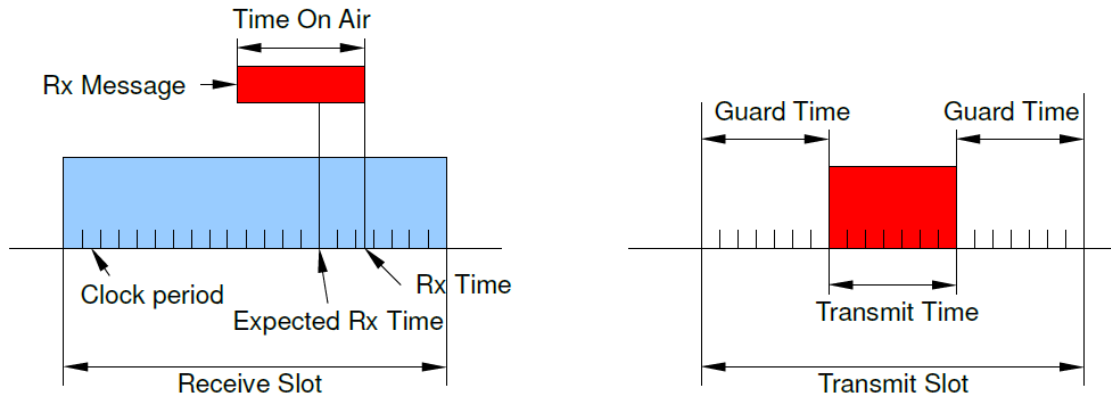 Time On Air
Rx Message
Clock period
Rx Time
Expected Rx Time
Receive Slot
Guard Time
Guard Time
Transmit Time
Transmit Slot